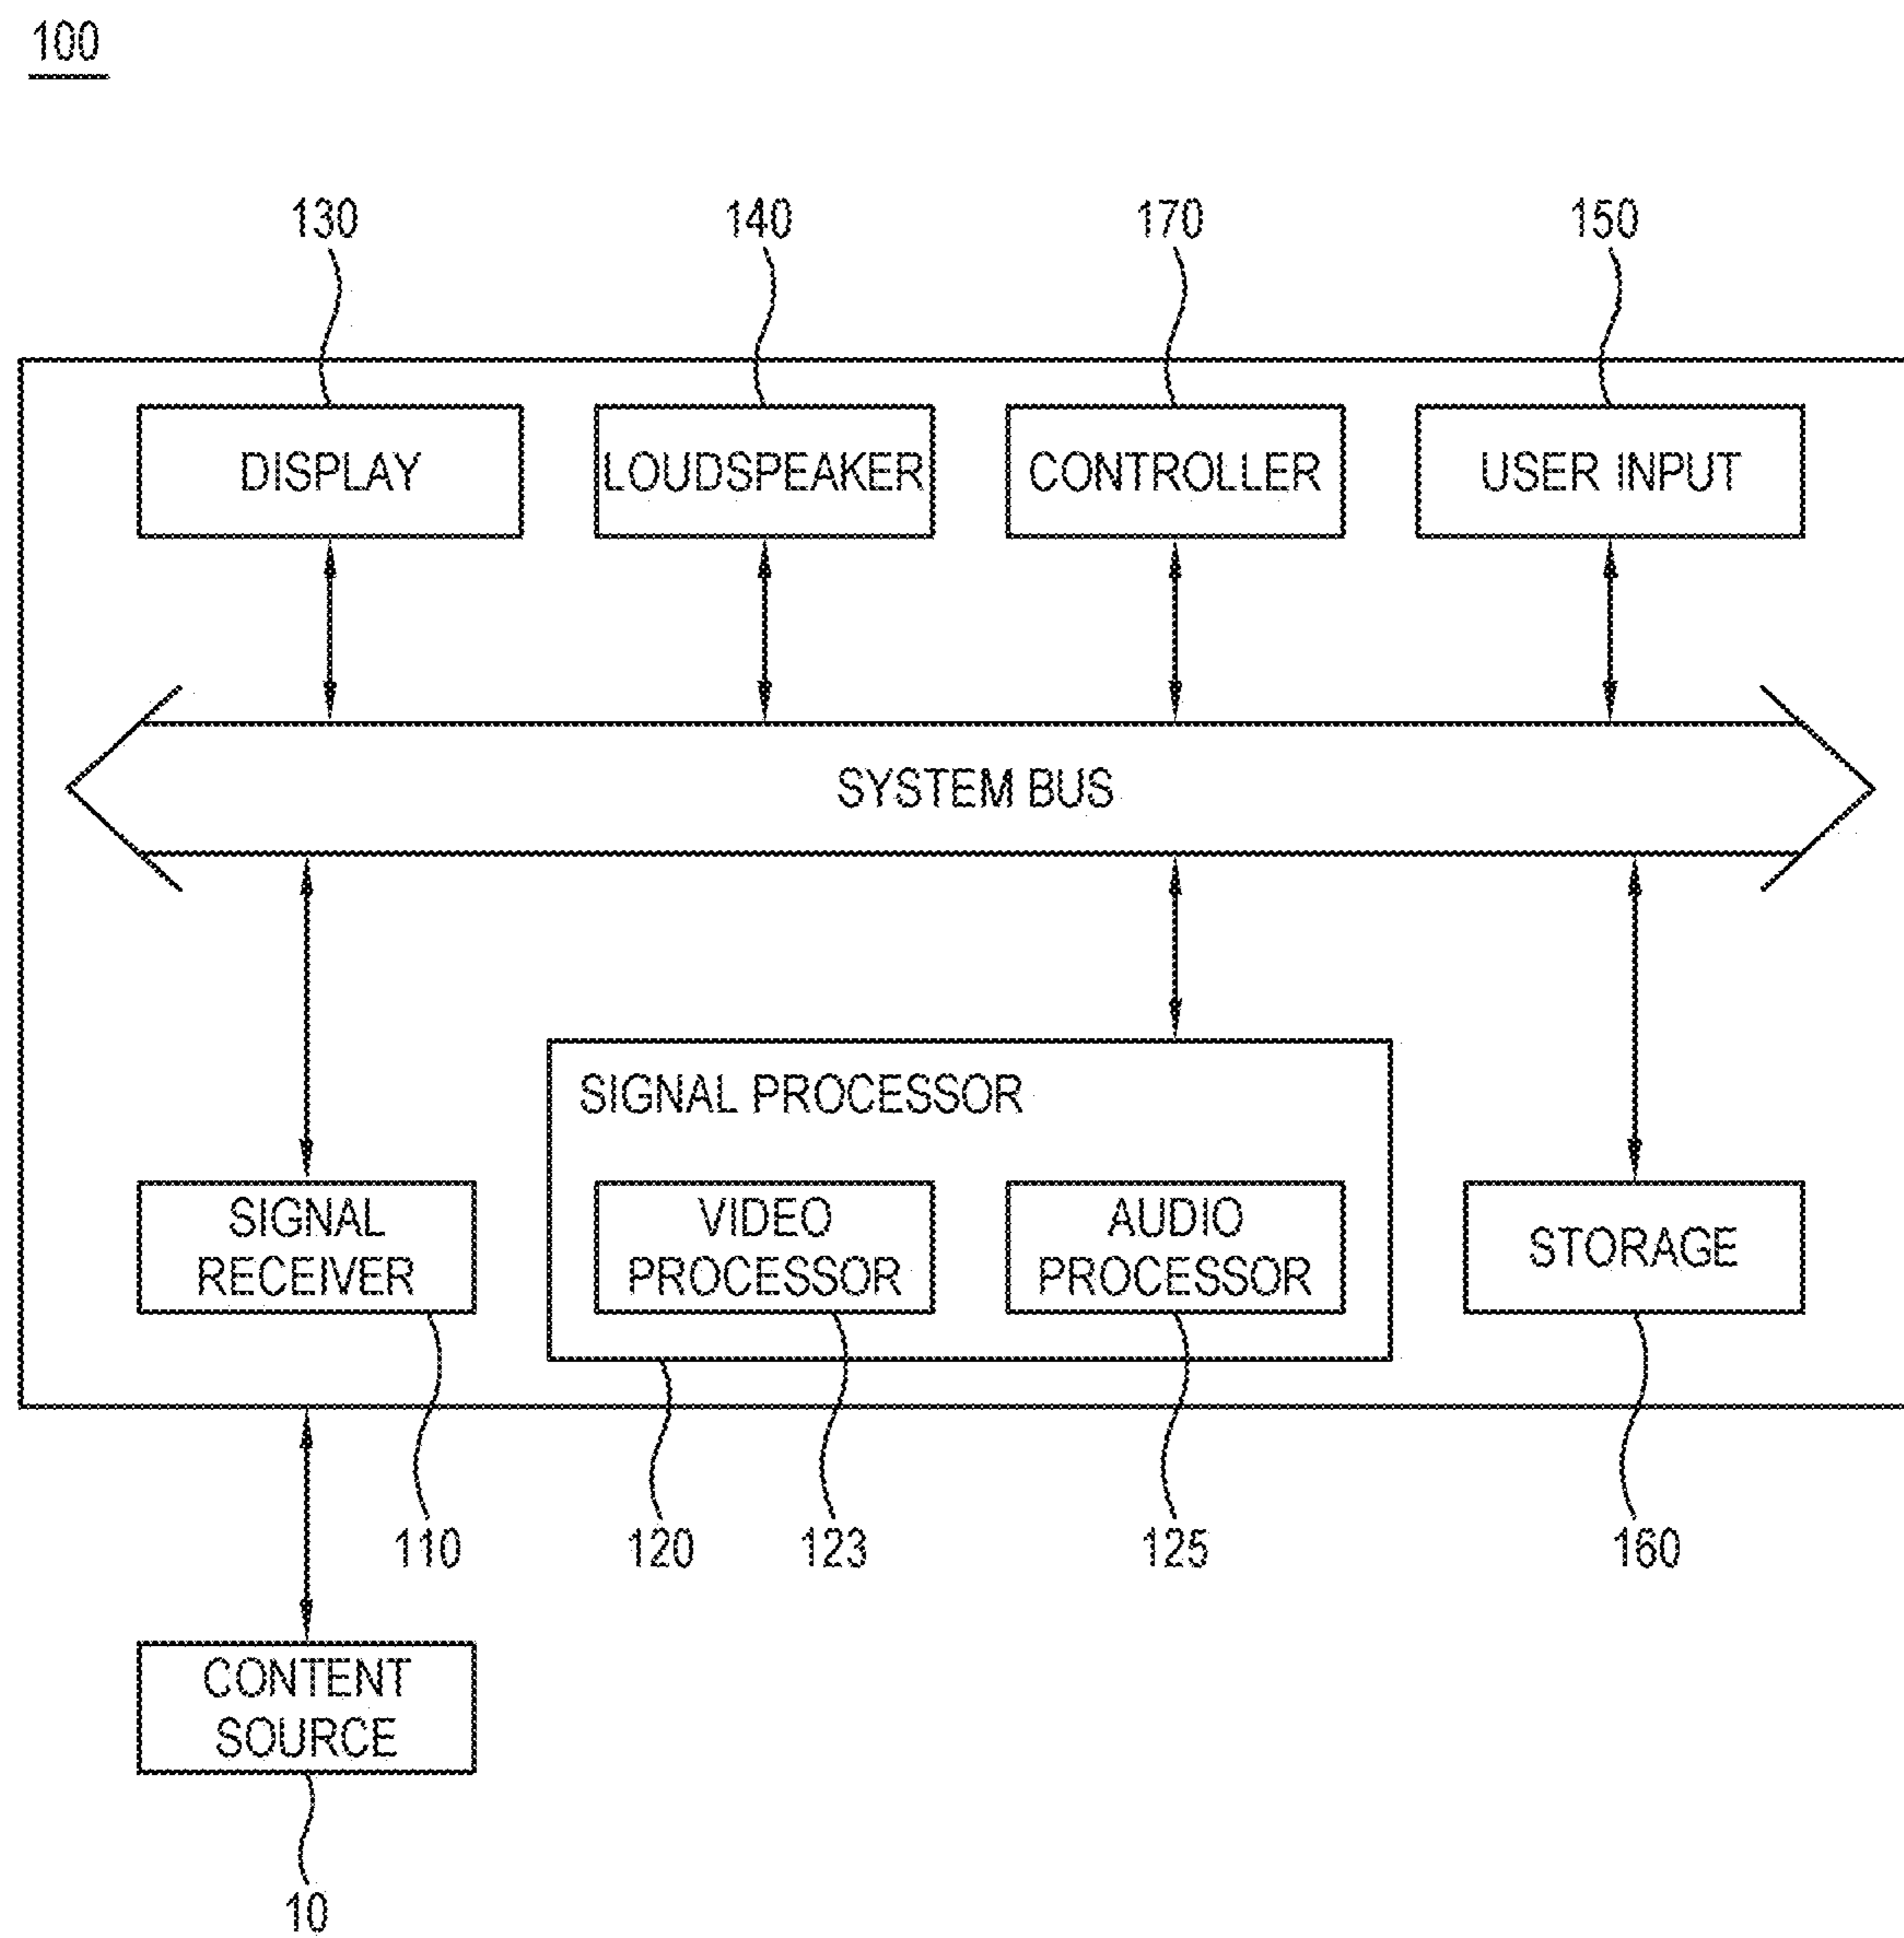 100
130
140
170
150
DISPLAY
LOUDSPEAKER
CONTROLLER
USER INPUT
SYSTEM BUS
SIGNAL PROCESSOR
SIGNAL
RECEIVER
VIDEO
PROCESSOR
AUDIO
PROCESSOR
STORAGE
110
120
123
125
160
CONTENT
SOURCE
10